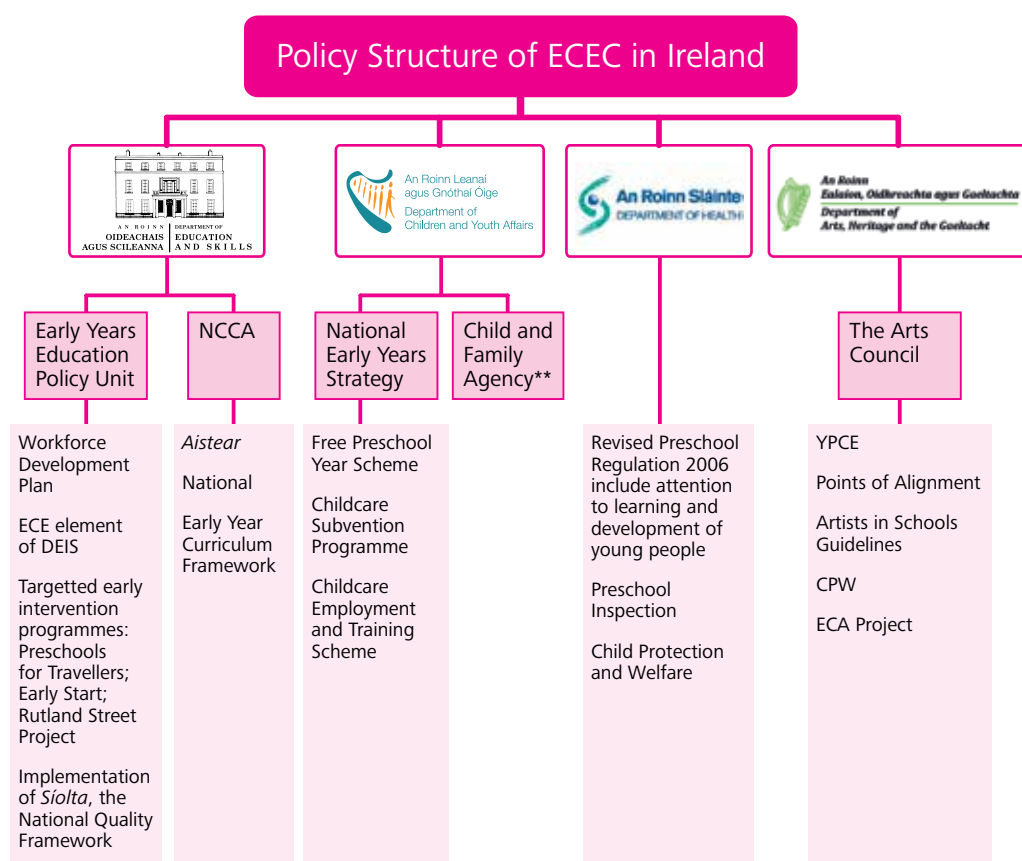 Policy Structure of ECEC in Ireland
AN ROINN
OIDEACHAIS
AGUS SCILEANNA
DEPARTMENT OF
EDUCATION
AND SKILLS
An Roinn Leanaí
agus Gnóthaí Óige
Department of
Children and Youth Affairs
An Roinn Sláinte
DEPARTMENT OF HEALTH
An Roinn
Ealaíon, Oidhreachta agus Gaeltachta
Department of
Arts, Heritage and the Gaeltacht
Early Years
Education
Policy Unit
NCCA
National
Early Years
Strategy
Child and
Family
Agency**
The Arts
Council
Workforce
Development
Plan
ECE element
of DEIS
Targetted early
intervention
programmes:
Preschools
for Travellers;
Early Start;
Rutland Street
Project
Implementation
of Síolta, the
National Quality
Framework
Aistear
National
Early Year
Curriculum
Framework
Free Preschool
Year Scheme
Childcare
Subvention
Programme
Childcare
Employment
and Training
Scheme
Revised Preschool
Regulation 2006
include attention
to learning and
development of
young people
Preschool
Inspection
Child Protection
and Welfare
YPCE
Points of Alignment
Artists in Schools
Guidelines
CPW
ECA Project